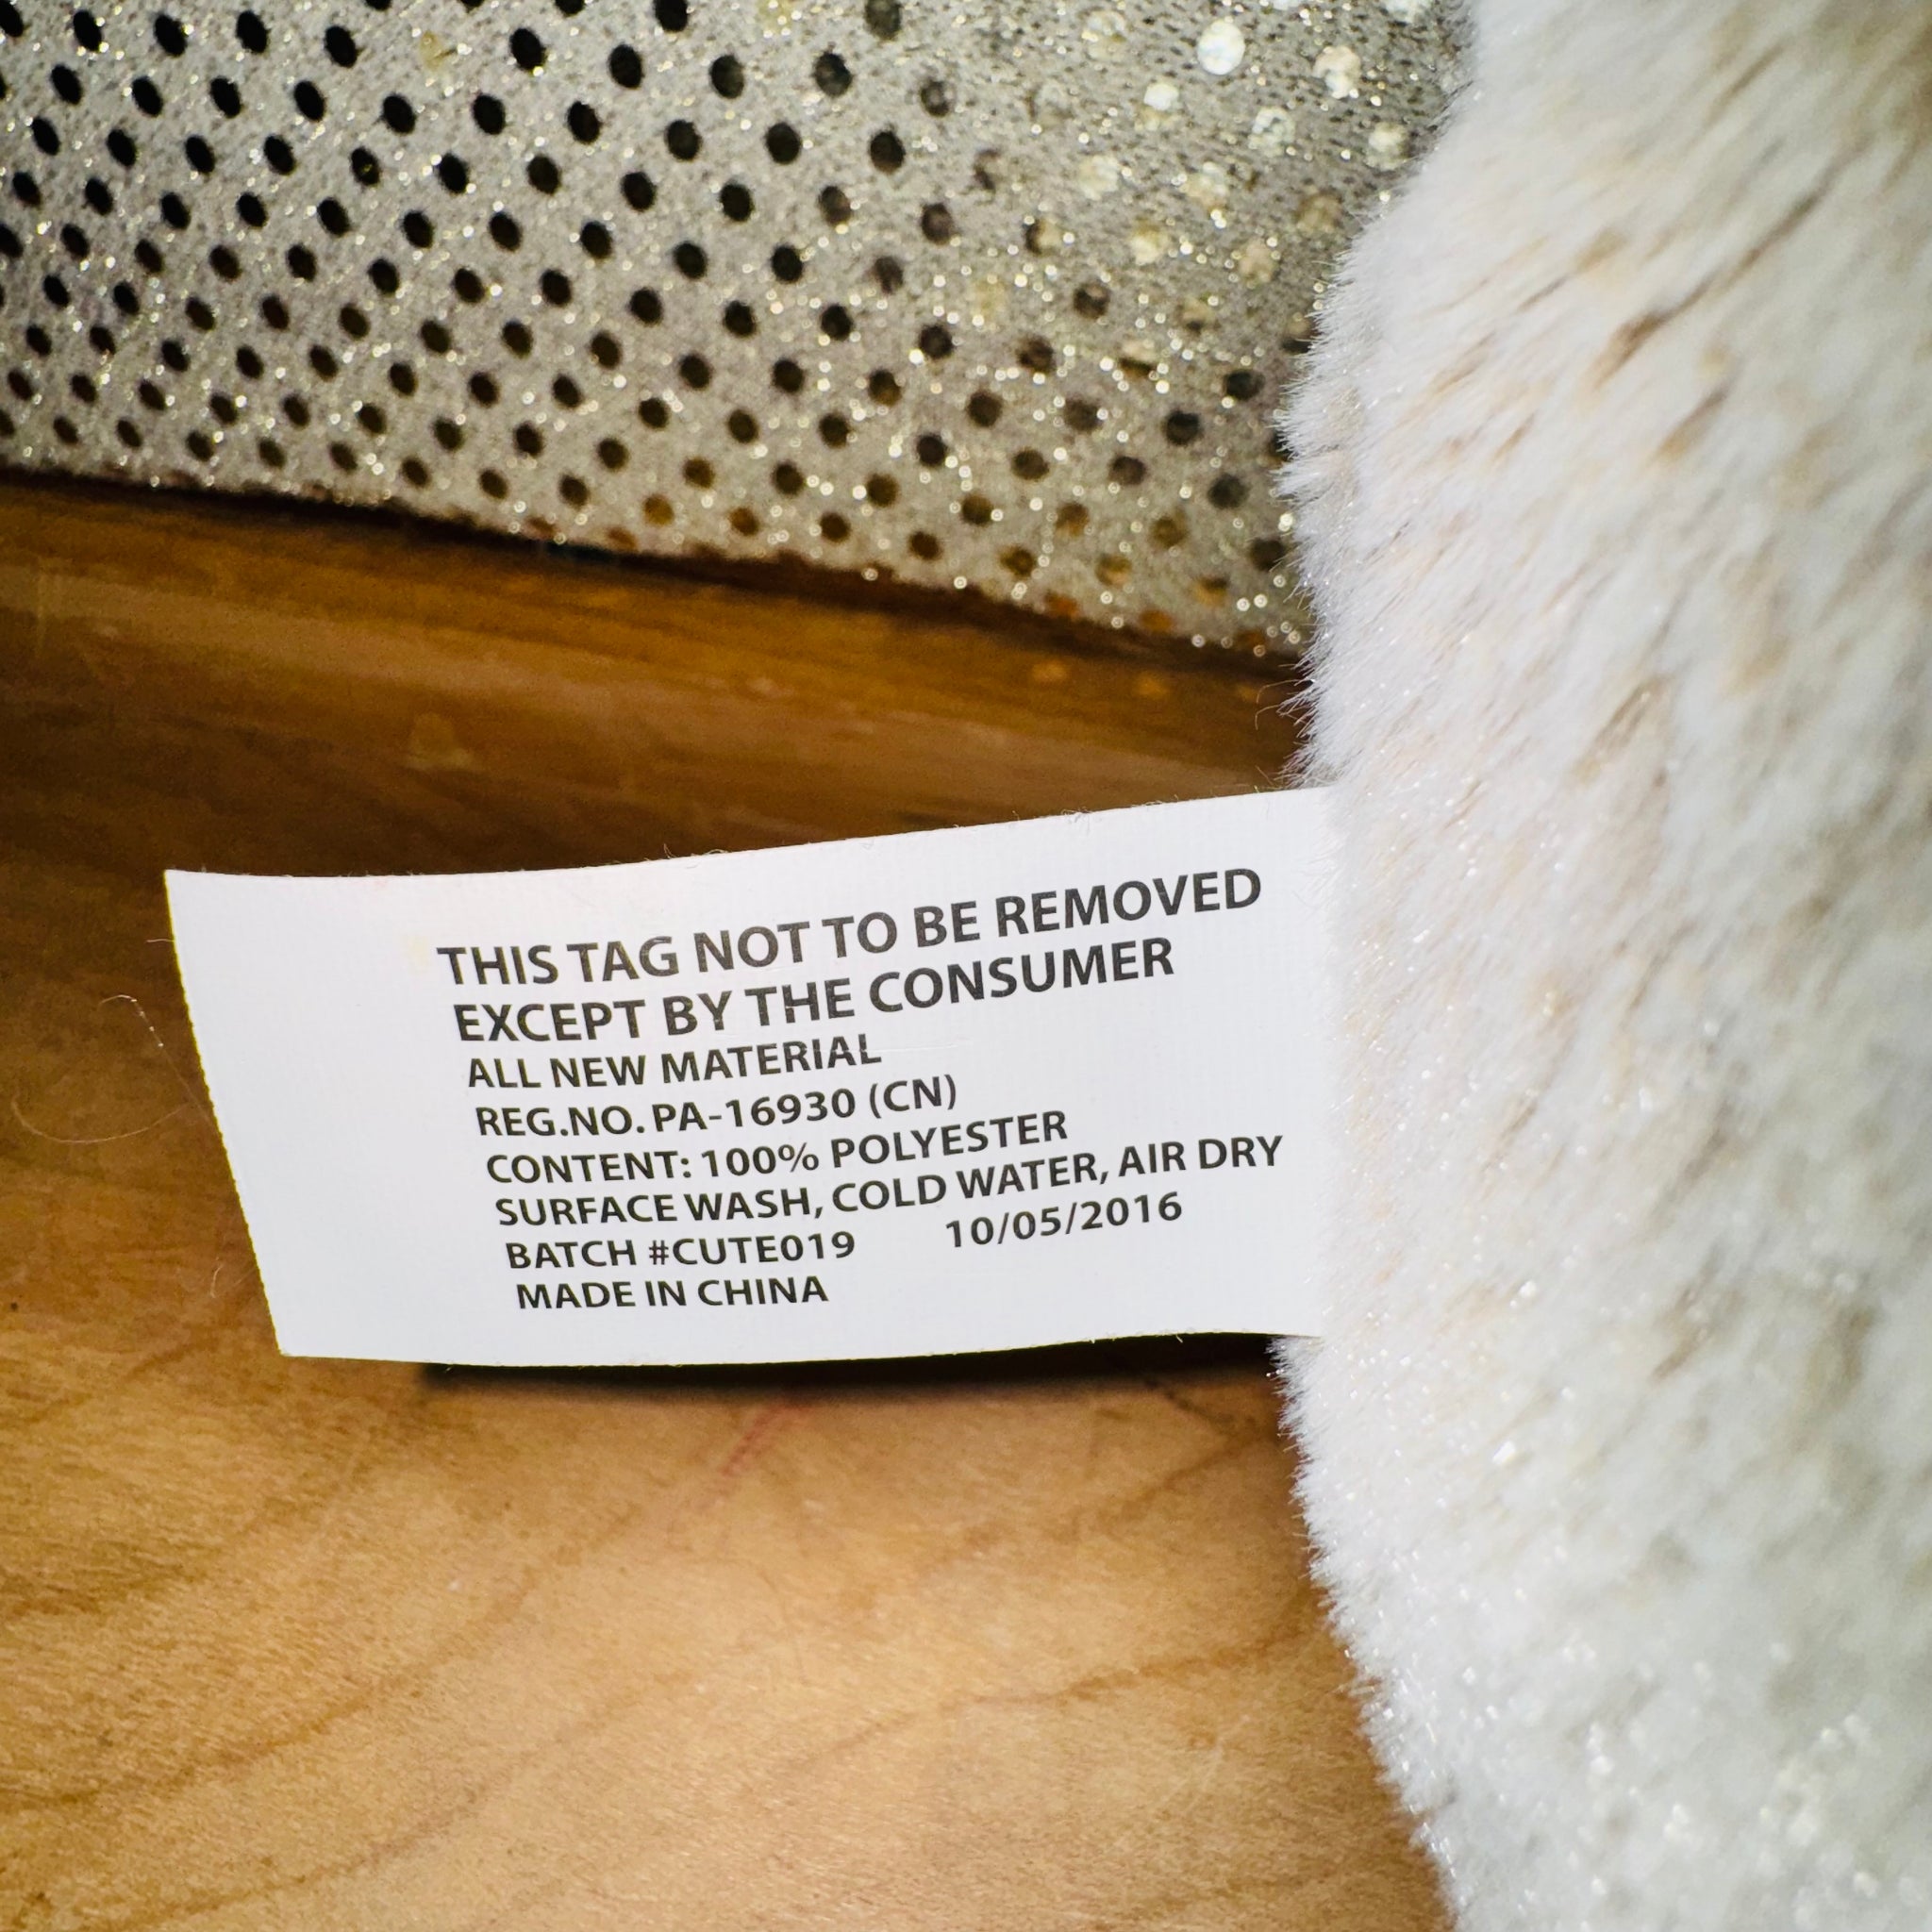 THIS TAG NOT TO BE REMOVED
EXCEPT BY THE CONSUMER
ALL NEW MATERIAL
REG.NO. PA-16930 (CN)
CONTENT: 100% POLYESTER
SURFACE WASH, COLD WATER, AIR DRY
BATCH #CUTE019 10/05/2016
MADE IN CHINA